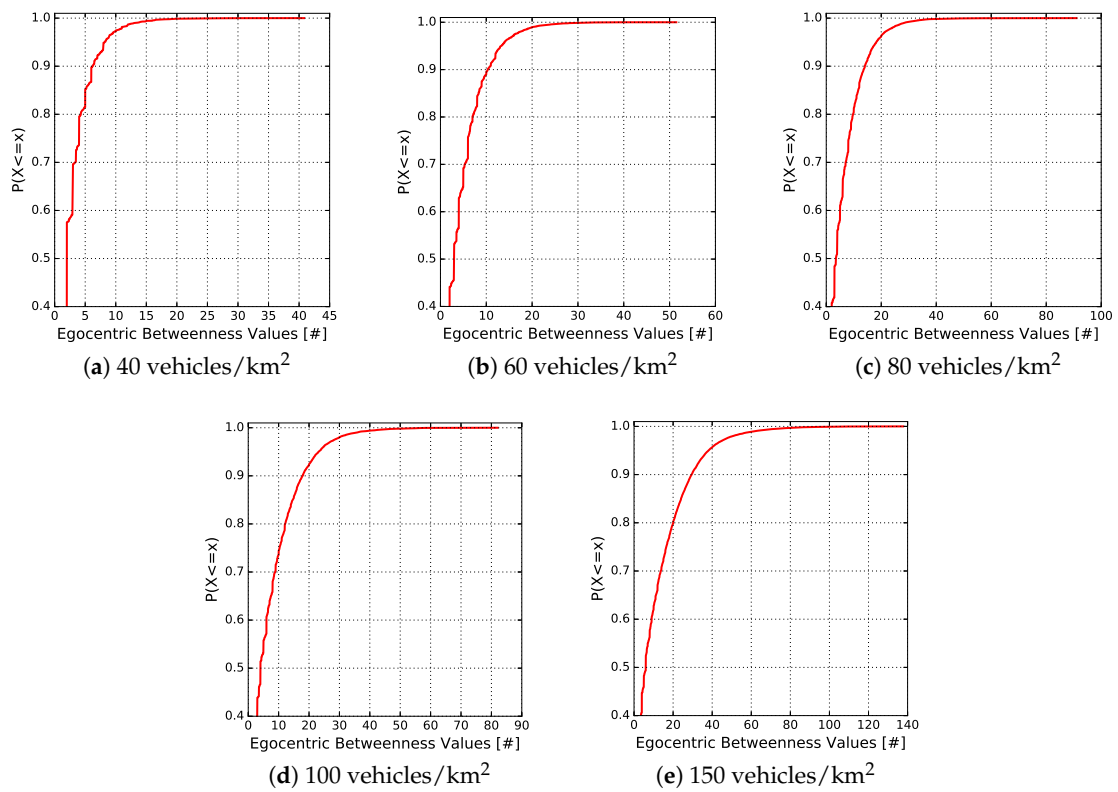 1.0
0.9
0.8
0.7
0.6
0.5
0.4
P(X<=x)
0 5 10 15 20 25 30 35 40 45
Egocentric Betweenness Values [#]
(a) 40 vehicles/km²
1.0
0.9
0.8
0.7
0.6
0.5
0.4
P(X<=x)
0 10 20 30 40 50 60
Egocentric Betweenness Values [#]
(b) 60 vehicles/km²
1.0
0.9
0.8
0.7
0.6
0.5
0.4
P(X<=x)
0 20 40 60 80 100
Egocentric Betweenness Values [#]
(c) 80 vehicles/km²
1.0
0.9
0.8
0.7
0.6
0.5
0.4
P(X<=x)
0 10 20 30 40 50 60 70 80 90
Egocentric Betweenness Values [#]
(d) 100 vehicles/km²
1.0
0.9
0.8
0.7
0.6
0.5
0.4
P(X<=x)
0 20 40 60 80 100 120 140
Egocentric Betweenness Values [#]
(e) 150 vehicles/km²